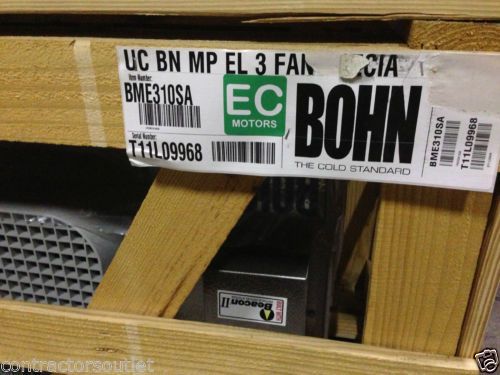 UC BN MP EL 3 FAN
Item Number:
BME310SA
EC
MOTORS
BOHN
THE COLD STANDARD
Serial Number:
T11L09968
BME310SA
T11L09968
Beacon II
contractorsoutlet